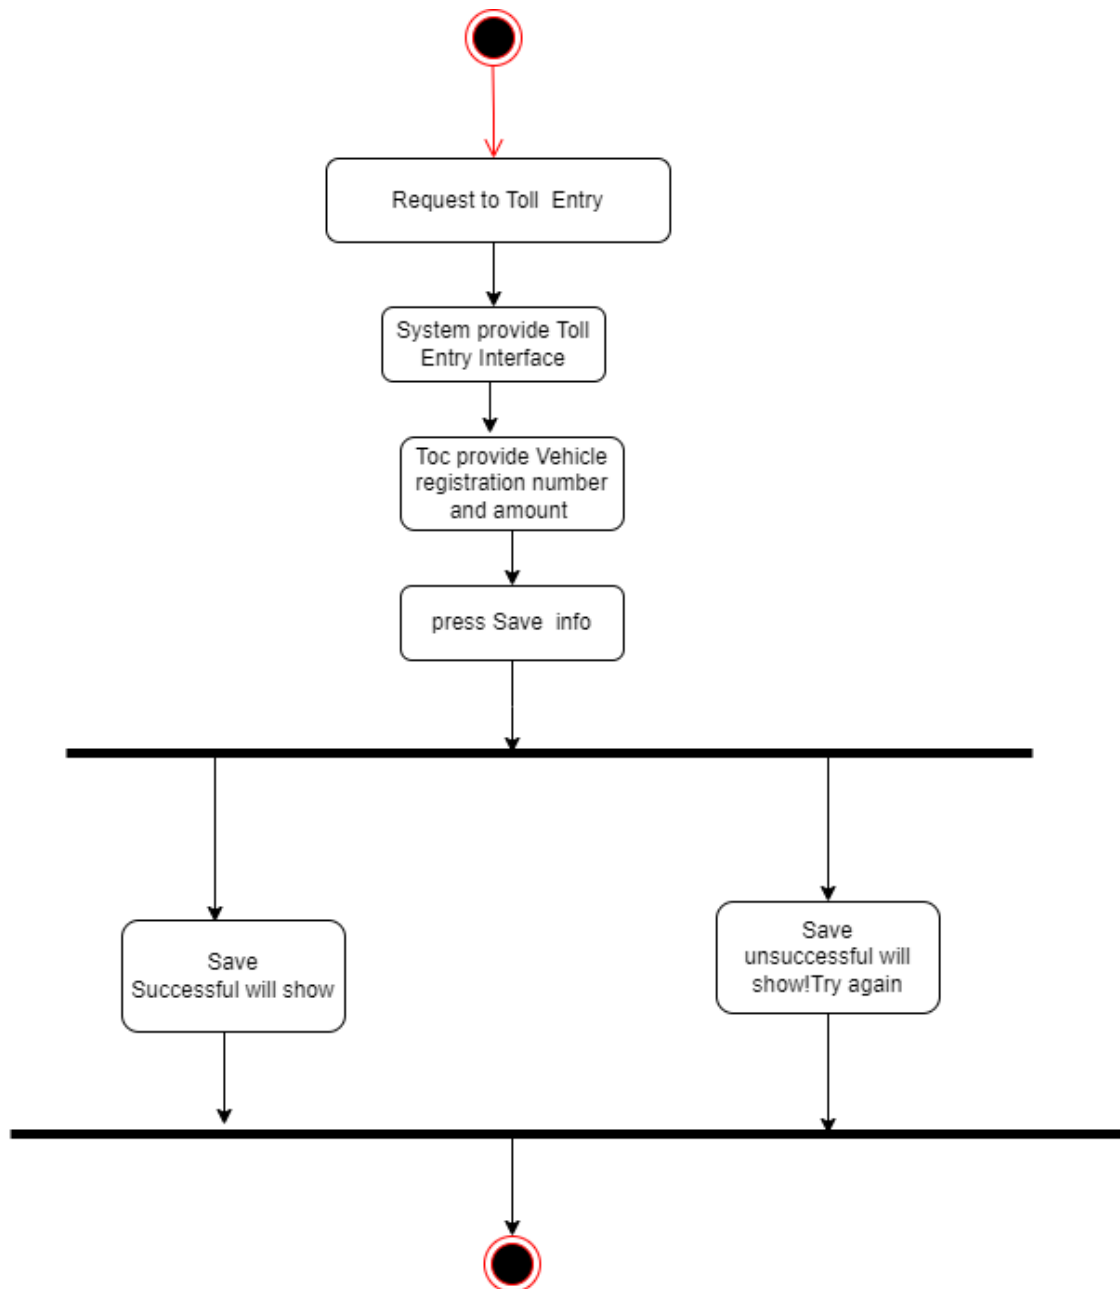 Request to Toll  Entry
System provide Toll
Entry Interface
Toc provide Vehicle
registration number
and amount
press Save  info
Save
Successful will show
Save
unsuccessful will
show!Try again